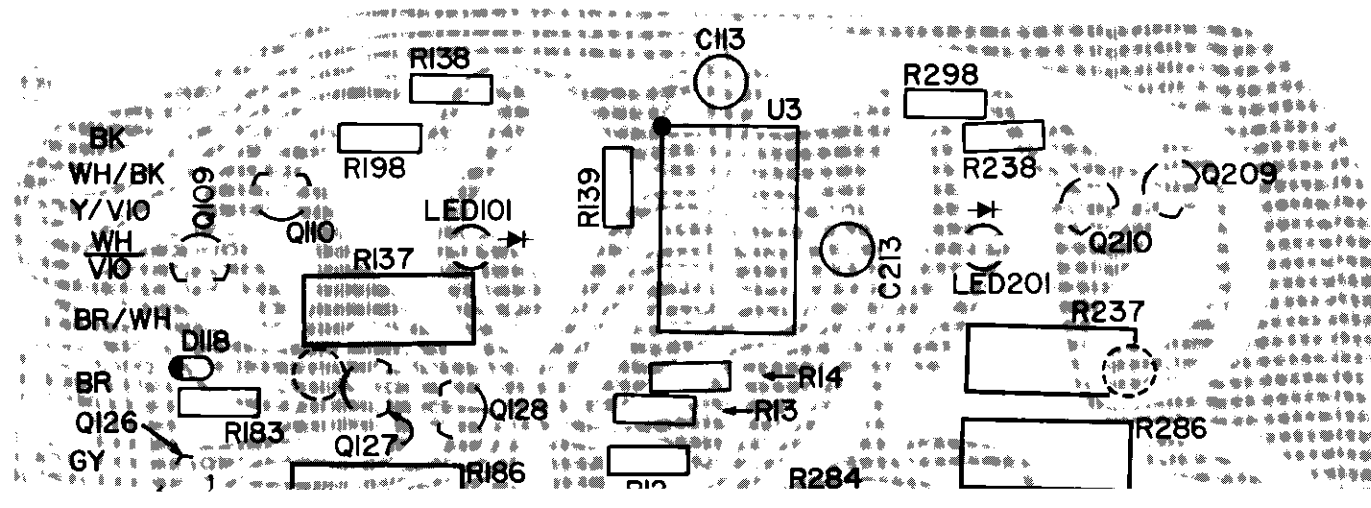 C113
R138
R298
U3
BK
R198
R238
WH/BK
Q109
R139
Q209
Y/VIO
LED101
Q110
Q210
WH
VIO
R137
C213
LED201
BR/WH
R237
D118
R14
BR
Q128
R13
Q126
R183
Q127
R286
GY
R186
R284